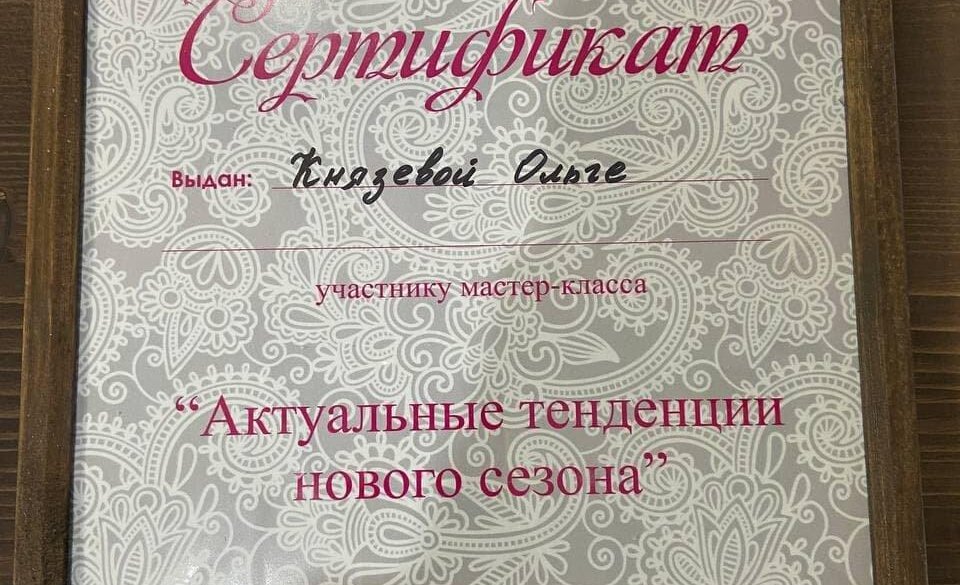 Сертификат
Выдан: Князевой Ольге
участнику мастер-класса
“Актуальные тенденции
нового сезона”